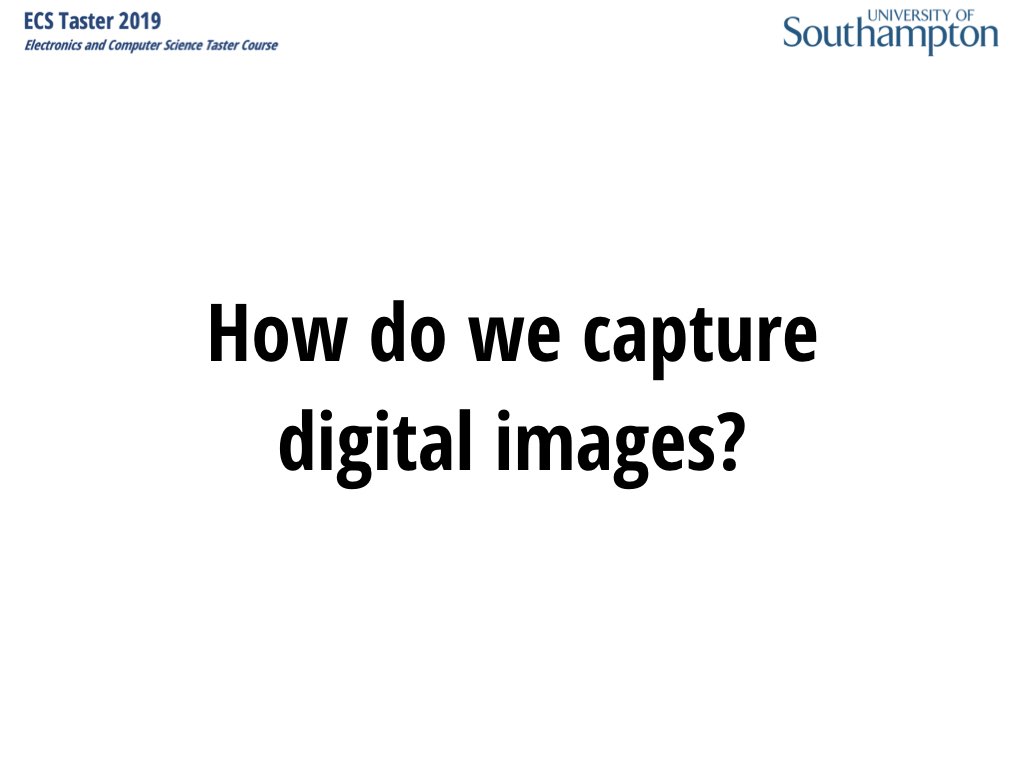 ECS Taster 2019
Electronics and Computer Science Taster Course
UNIVERSITY OF
Southampton
How do we capture
digital images?